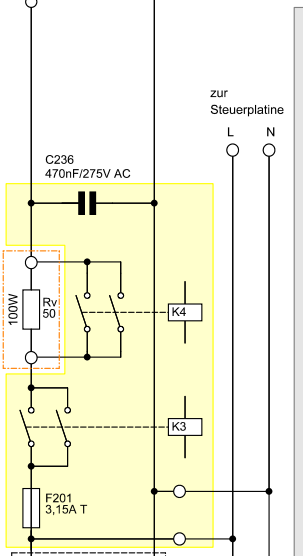 zur
Steuerplatine
L
N
C236
470nF/275V AC
100W
Rv
50
K4
K3
F201
3,15A T